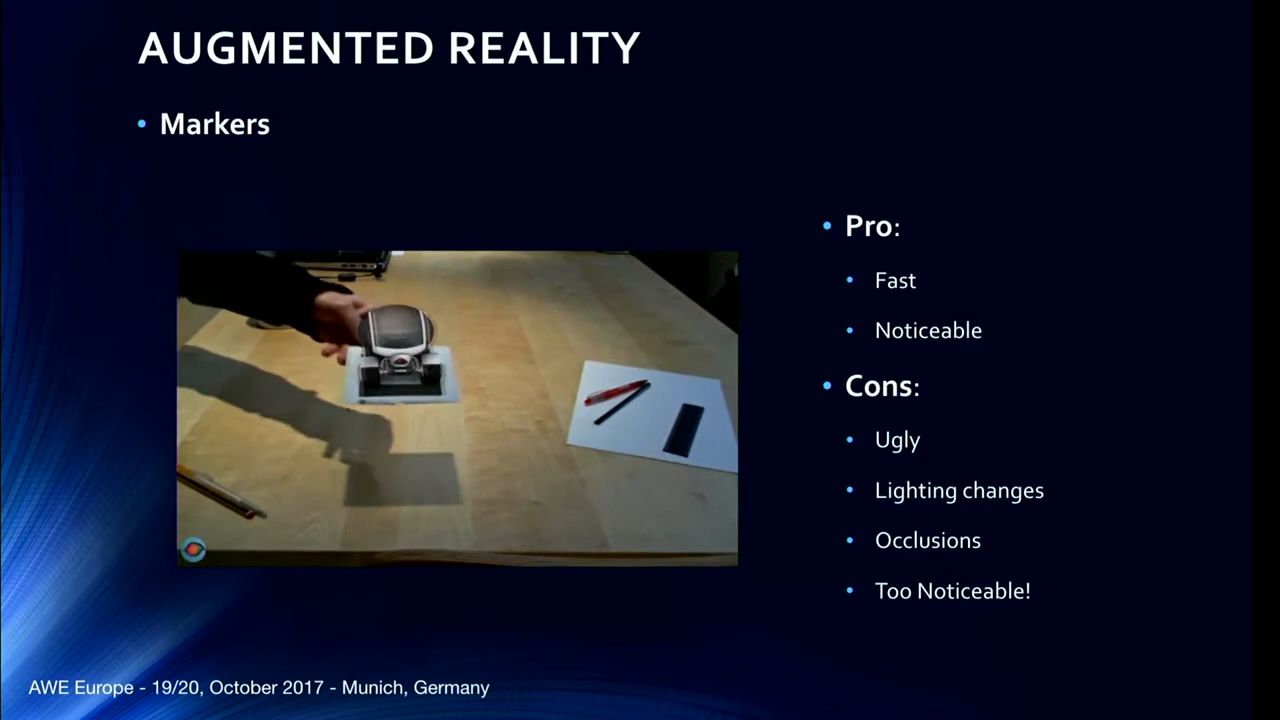 AUGMENTED REALITY
• Markers
• Pro:
• Fast
• Noticeable
• Cons:
• Ugly
• Lighting changes
• Occlusions
• Too Noticeable!
AWE Europe - 19/20, October 2017 - Munich, Germany